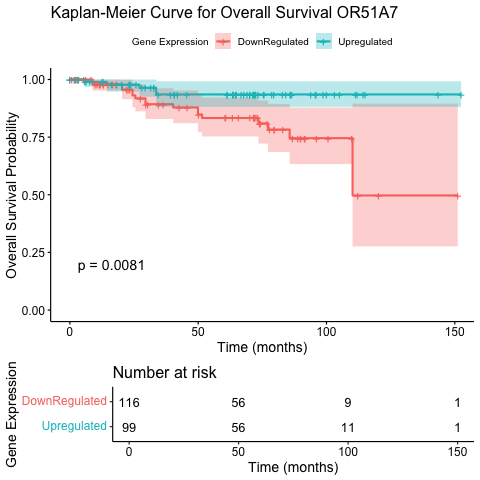 Kaplan-Meier Curve for Overall Survival OR51A7
Gene Expression DownRegulated Upregulated
Overall Survival Probability
1.00
0.75
0.50
0.25
0.00
p = 0.0081
0 50 100 150
Time (months)
Number at risk
Gene Expression
DownRegulated 116 56 9 1
Upregulated 99 56 11 1
0 50 100 150
Time (months)